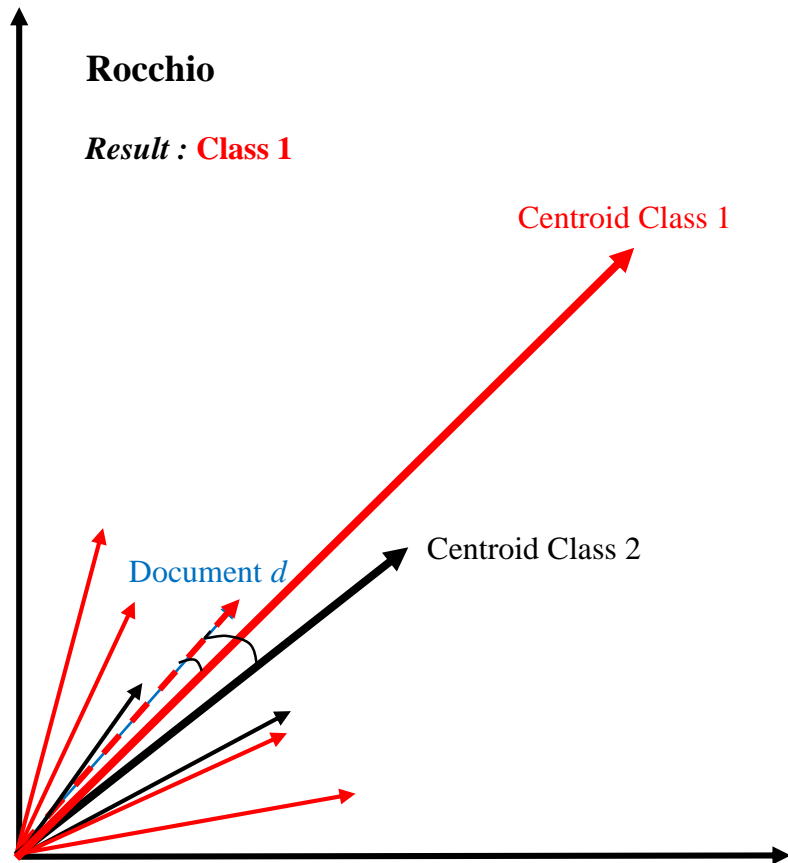 Rocchio
Result : Class 1
Centroid Class 1
Centroid Class 2
Document d